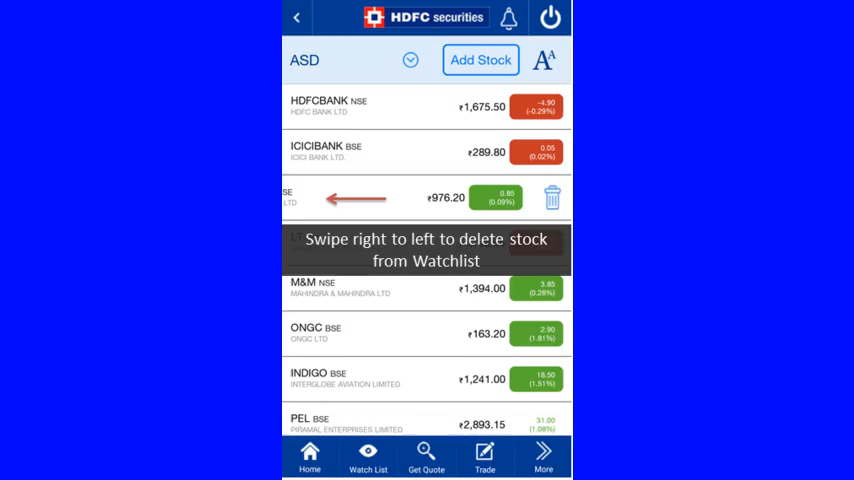 HDFC securities
ASD
Add Stock
AA
HDFCBANK NSE
HDFC BANK LTD
₹1,675.50
-4.90
(-0.29%)
ICICIBANK BSE
ICICI BANK LTD.
₹289.80
0.05
(0.02%)
SE
LTD
₹976.20
0.85
(0.09%)
Swipe right to left to delete stock
from Watchlist
M&M NSE
MAHINDRA & MAHINDRA LTD
₹1,394.00
3.85
(0.28%)
ONGC BSE
ONGC LTD
₹163.20
2.90
(1.81%)
INDIGO BSE
INTERGLOBE AVIATION LIMITED
₹1,241.00
18.50
(1.51%)
PEL BSE
PIRAMAL ENTERPRISES LIMITED
₹2,893.15
31.00
(1.08%)
Home
Watch List
Get Quote
Trade
More